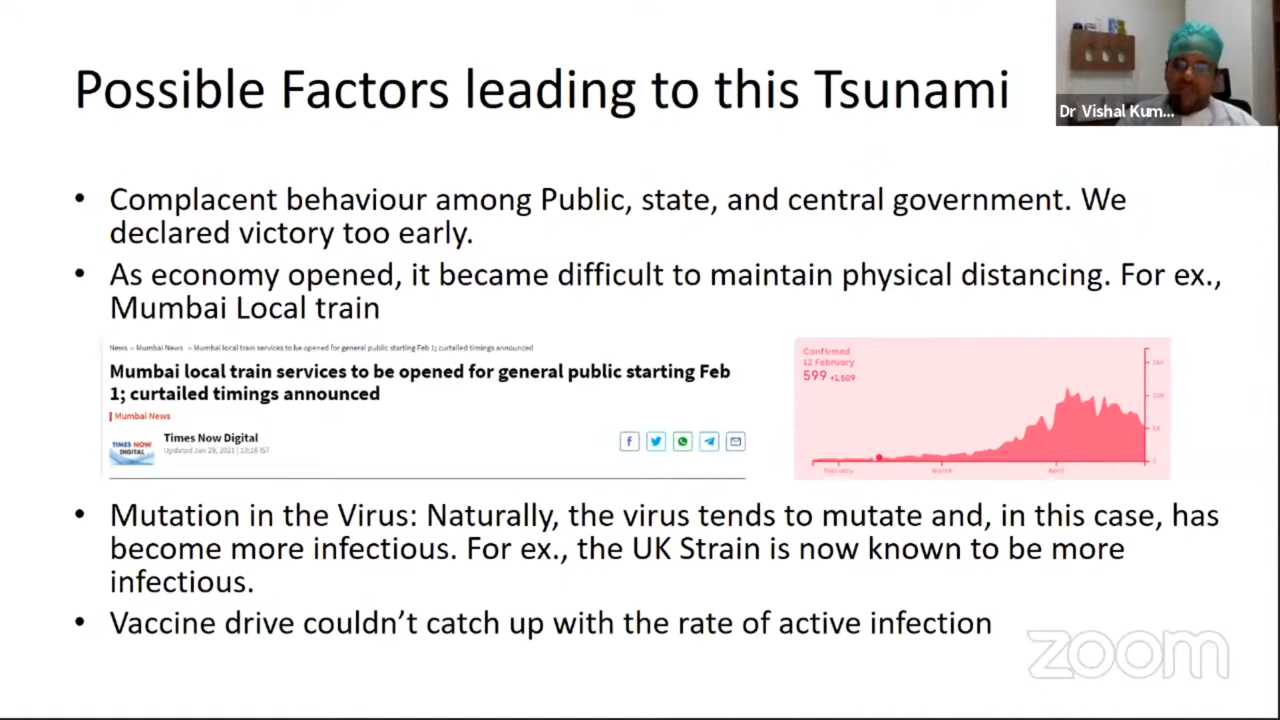 Possible Factors leading to this Tsunami
Dr Vishal Kum...
• Complacent behaviour among Public, state, and central government. We
declared victory too early.
• As economy opened, it became difficult to maintain physical distancing. For ex.,
Mumbai Local train
News > Mumbai News > Mumbai local train services to be opened for general public starting Feb 1; curtailed timings announced
Mumbai local train services to be opened for general public starting Feb
1; curtailed timings announced
Mumbai News
TIMES NOW
DIGITAL
Times Now Digital
Updated Jan 29, 2021 | 13:18 IST
Confirmed
12 February
599 +1,509
February
March
April
• Mutation in the Virus: Naturally, the virus tends to mutate and, in this case, has
become more infectious. For ex., the UK Strain is now known to be more
infectious.
• Vaccine drive couldn't catch up with the rate of active infection
zoom